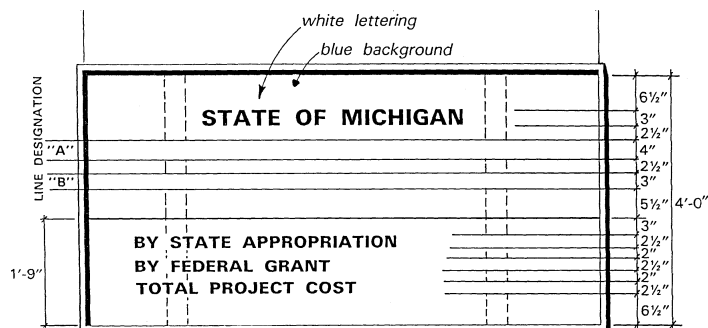 white lettering
blue background
STATE OF MICHIGAN
LINE DESIGNATION
"A"
"B"
6½"
3"
2½"
4"
2½"
3"
5½"
3"
2½"
2"
2½"
2"
2½"
6½"
4'-0"
BY STATE APPROPRIATION
BY FEDERAL GRANT
TOTAL PROJECT COST
1'-9"